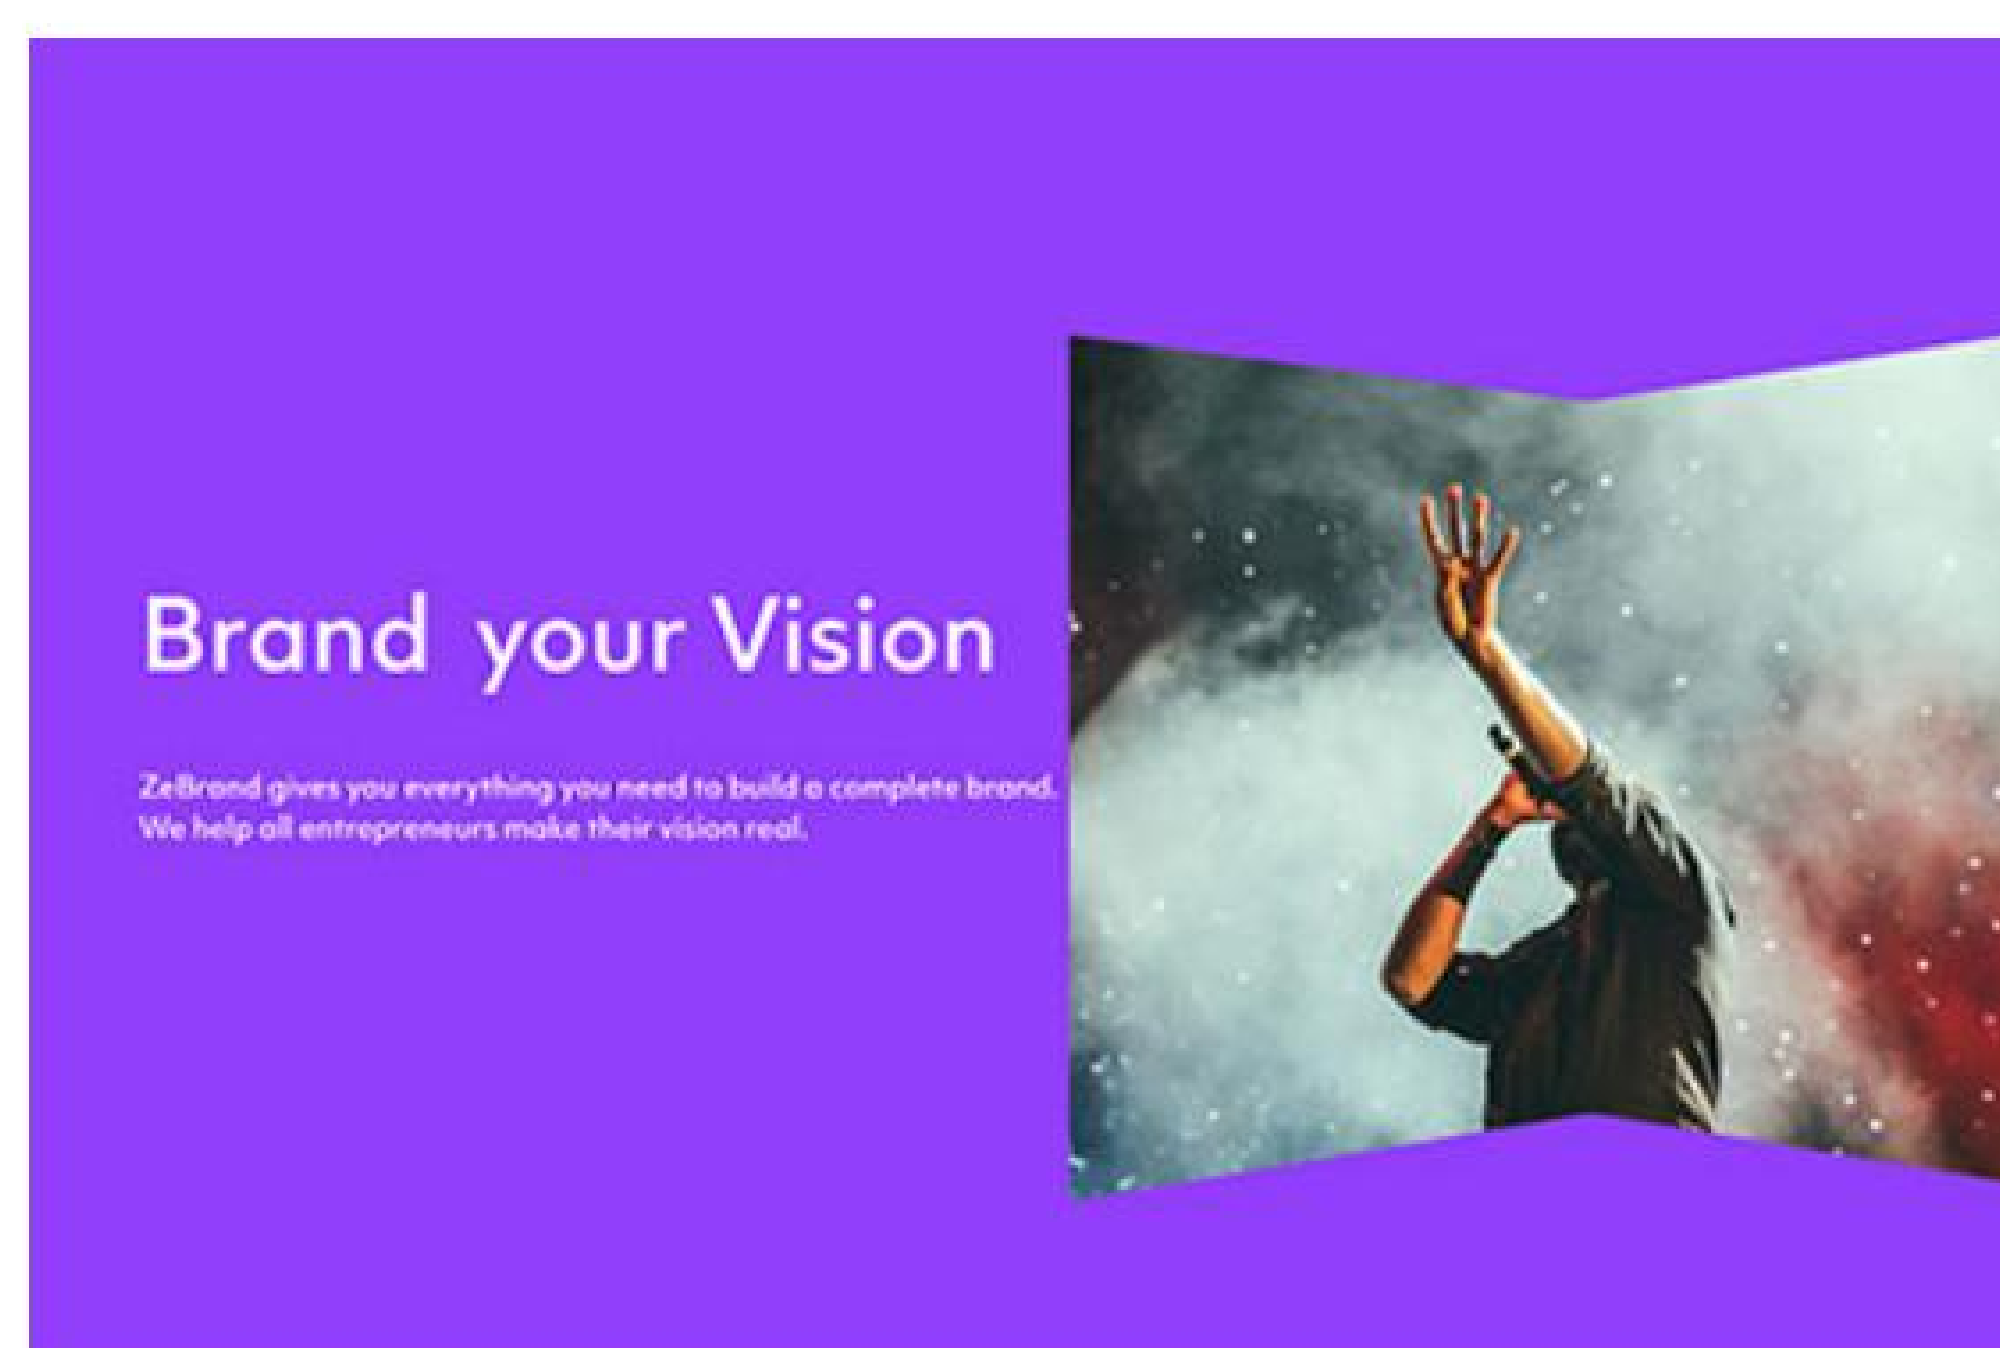 Brand your Vision
ZeBrand gives you everything you need to build a complete brand.
We help all entrepreneurs make their vision real.